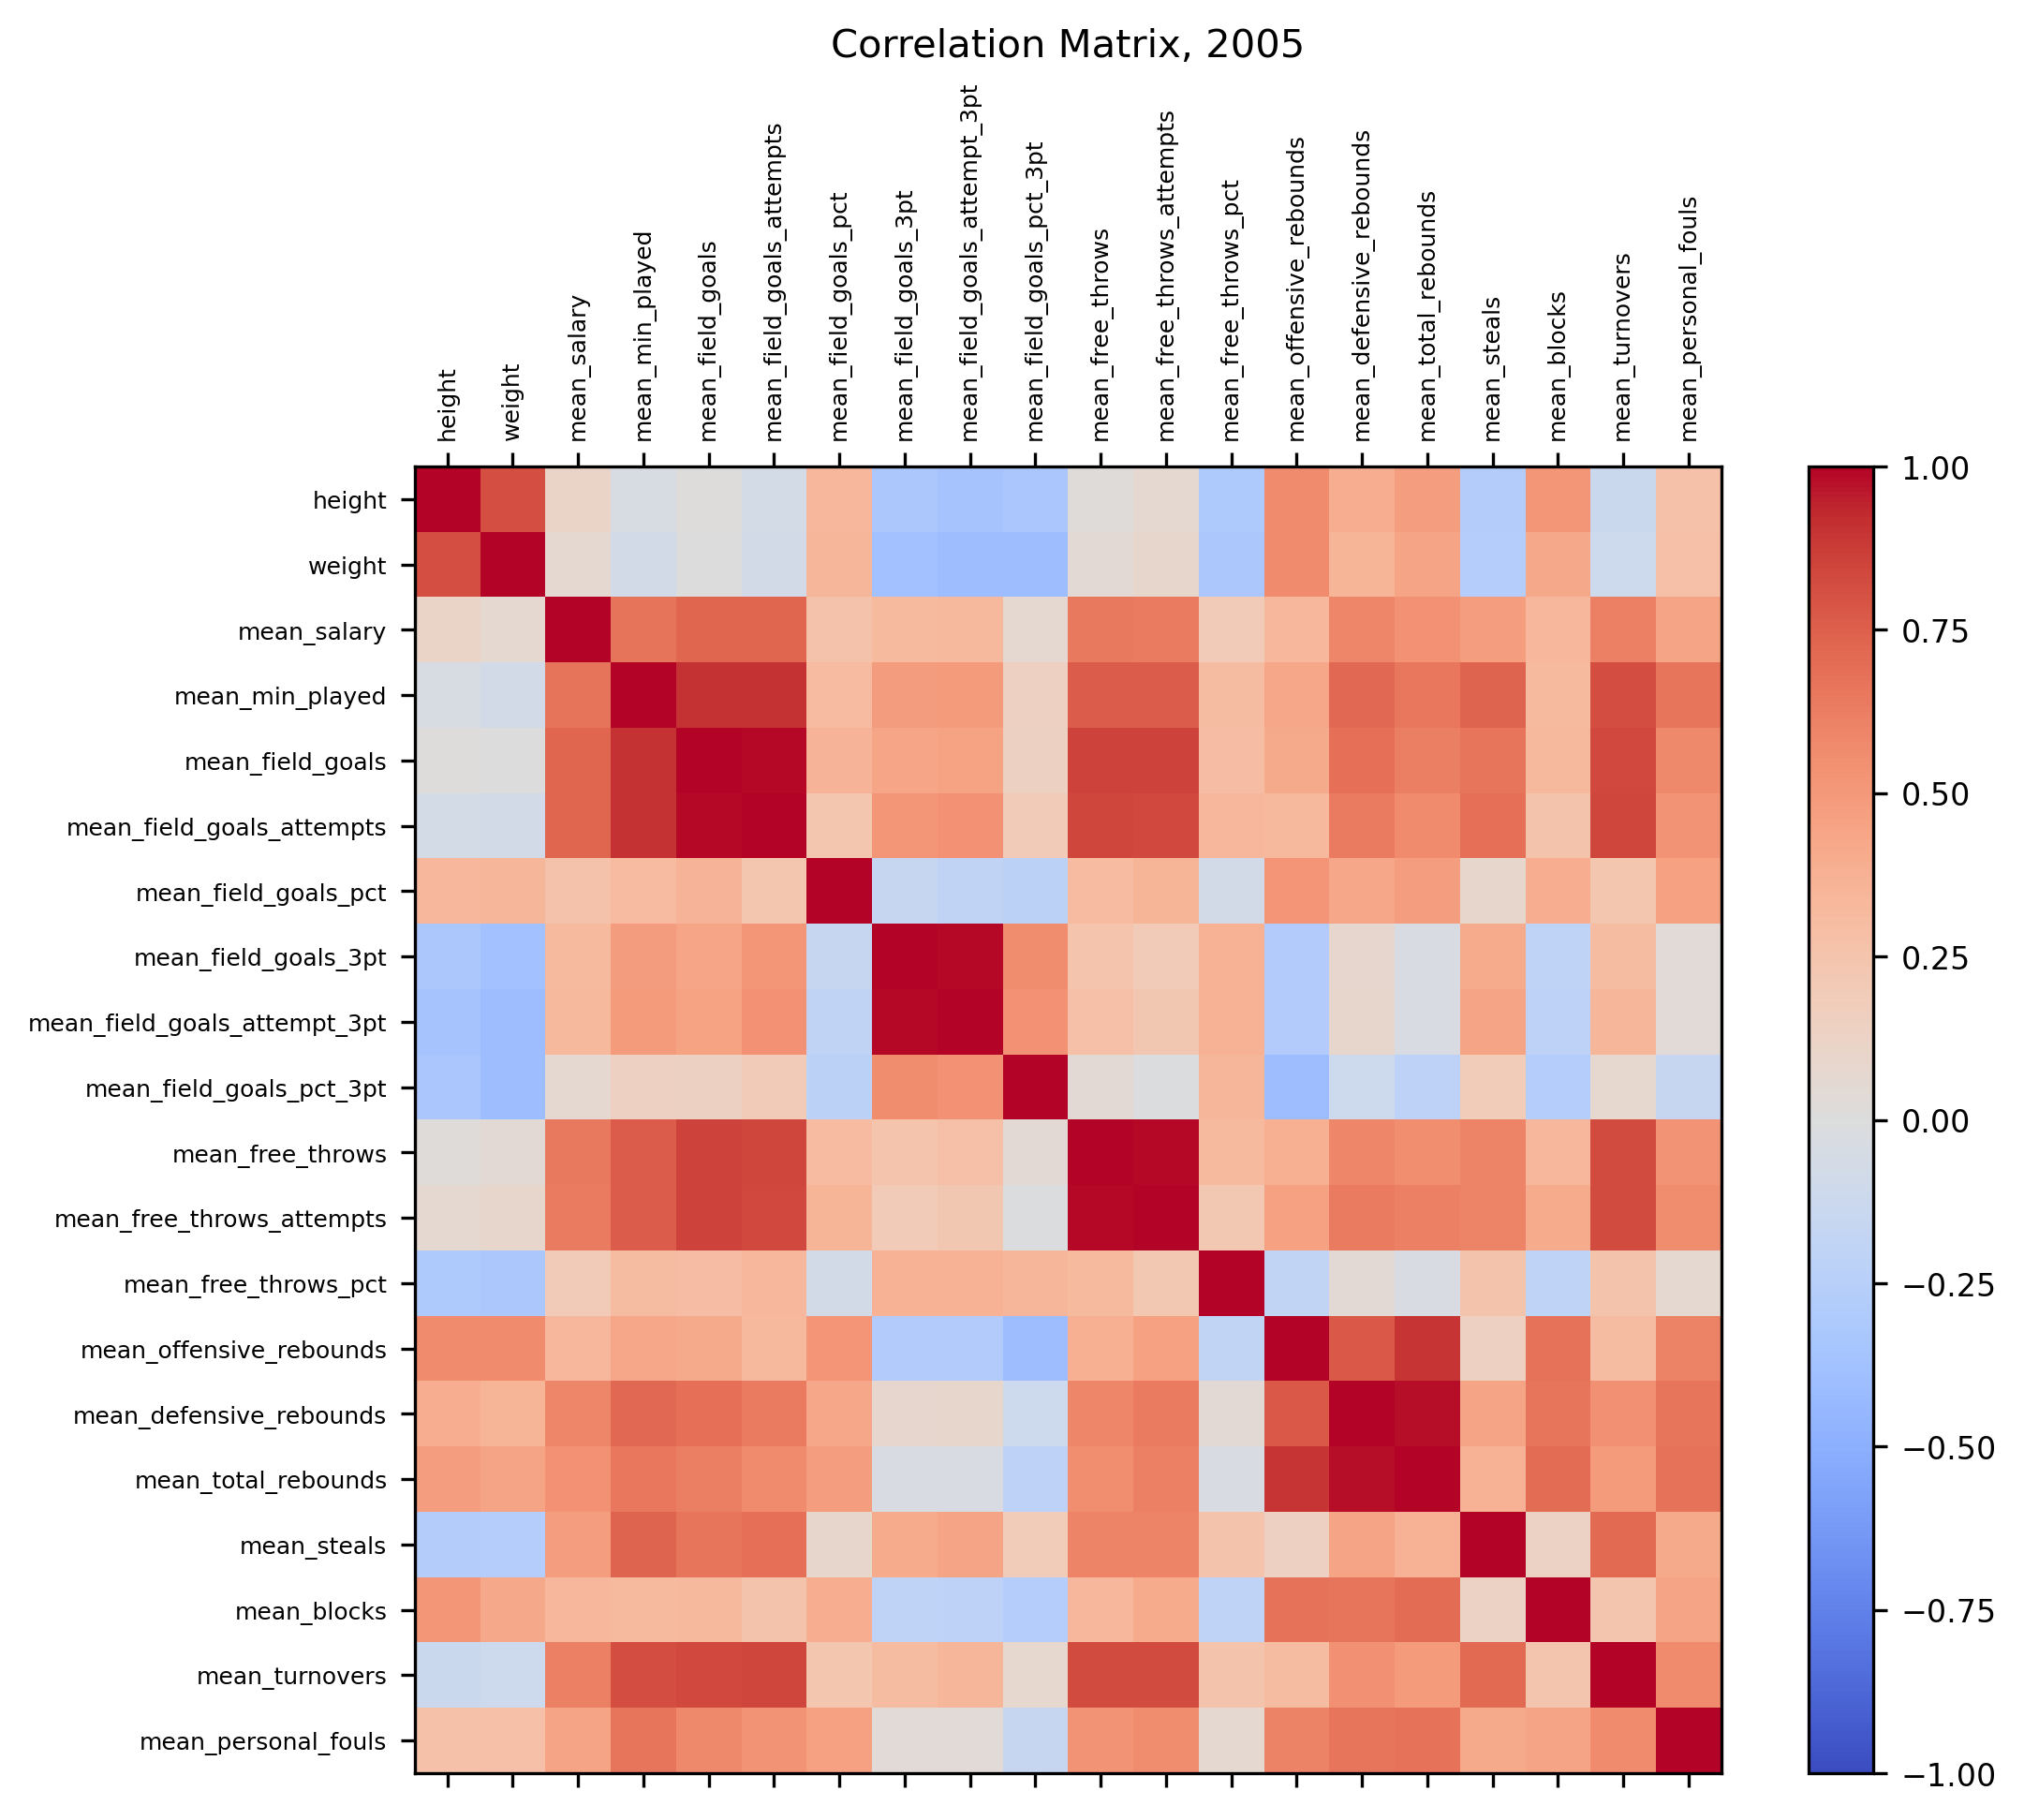 Correlation Matrix, 2005
height
weight
mean_salary
mean_min_played
mean_field_goals
mean_field_goals_attempts
mean_field_goals_pct
mean_field_goals_3pt
mean_field_goals_attempt_3pt
mean_field_goals_pct_3pt
mean_free_throws
mean_free_throws_attempts
mean_free_throws_pct
mean_offensive_rebounds
mean_defensive_rebounds
mean_total_rebounds
mean_steals
mean_blocks
mean_turnovers
mean_personal_fouls
height
weight
mean_salary
mean_min_played
mean_field_goals
mean_field_goals_attempts
mean_field_goals_pct
mean_field_goals_3pt
mean_field_goals_attempt_3pt
mean_field_goals_pct_3pt
mean_free_throws
mean_free_throws_attempts
mean_free_throws_pct
mean_offensive_rebounds
mean_defensive_rebounds
mean_total_rebounds
mean_steals
mean_blocks
mean_turnovers
mean_personal_fouls
1.00
0.75
0.50
0.25
0.00
−0.25
−0.50
−0.75
−1.00